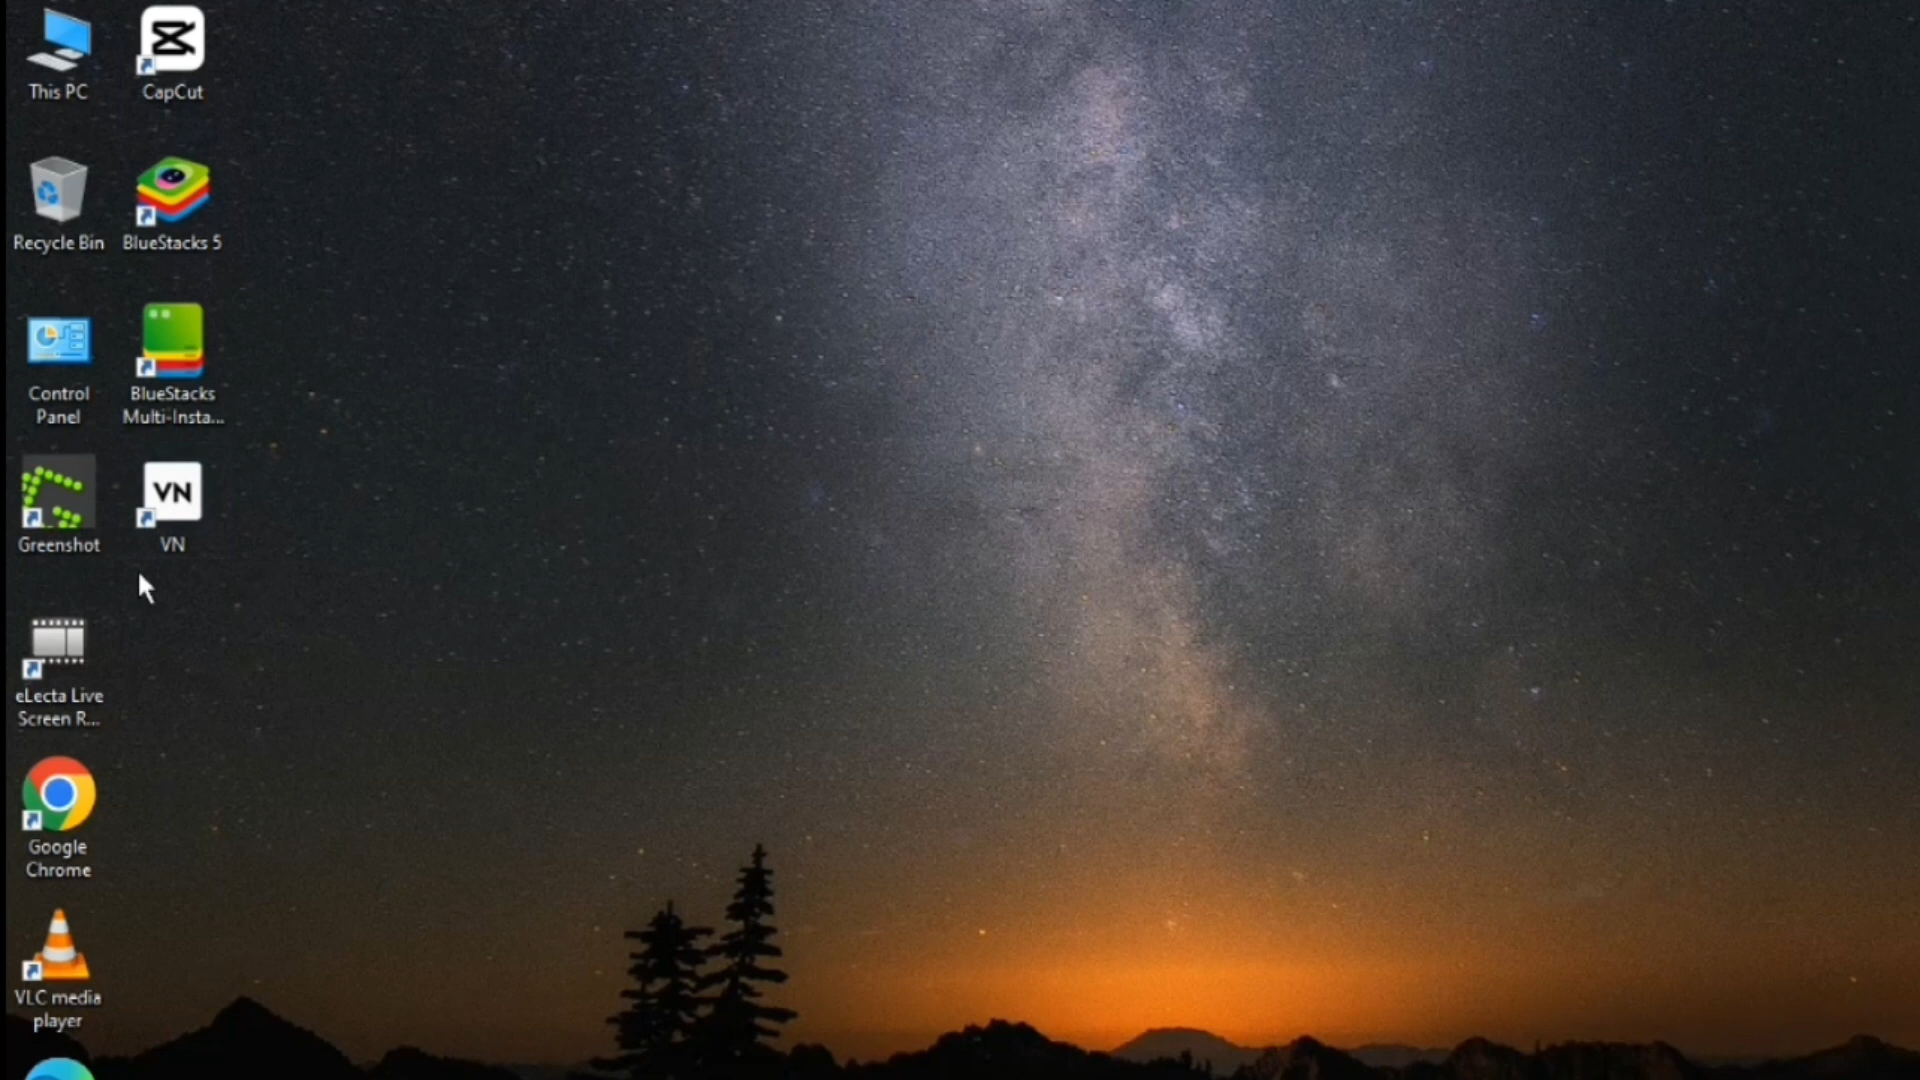 This PC
CapCut
Recycle Bin
BlueStacks 5
Control
Panel
BlueStacks
Multi-Insta...
Greenshot
VN
VN
eLecta Live
Screen R...
Google
Chrome
VLC media
player